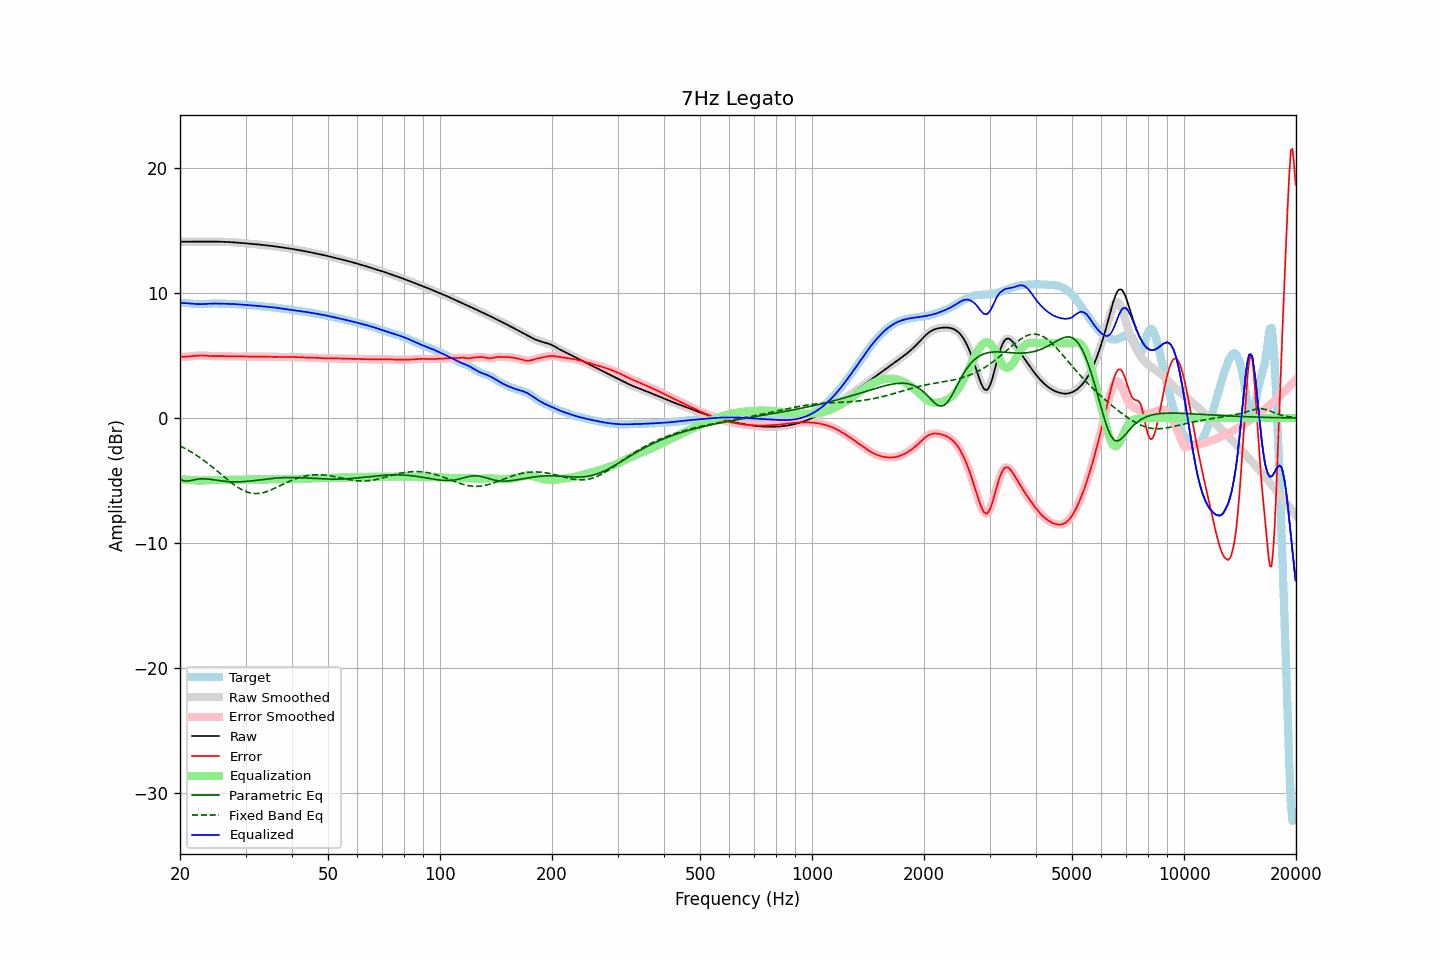 7Hz Legato
20
10
0
−10
−20
−30
Amplitude (dBr)
Target
Raw Smoothed
Error Smoothed
Raw
Error
Equalization
Parametric Eq
Fixed Band Eq
Equalized
20 50 100 200 500 1000 2000 5000 10000 20000
Frequency (Hz)